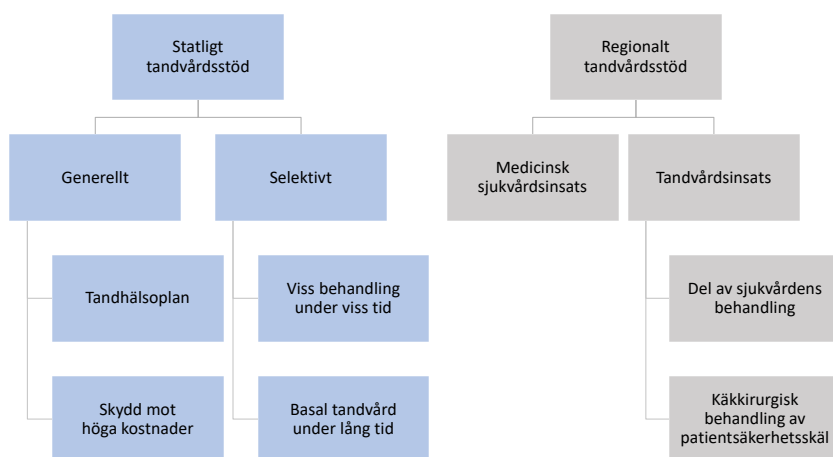 Statligt
tandvårdsstöd
Regionalt
tandvårdsstöd
Generellt
Selektivt
Medicinsk
sjukvårdsinsats
Tandvårdsinsats
Tandhälsoplan
Viss behandling
under viss tid
Del av sjukvårdens
behandling
Skydd mot
höga kostnader
Basal tandvård
under lång tid
Käkkirurgisk
behandling av
patientsäkerhetsskäl